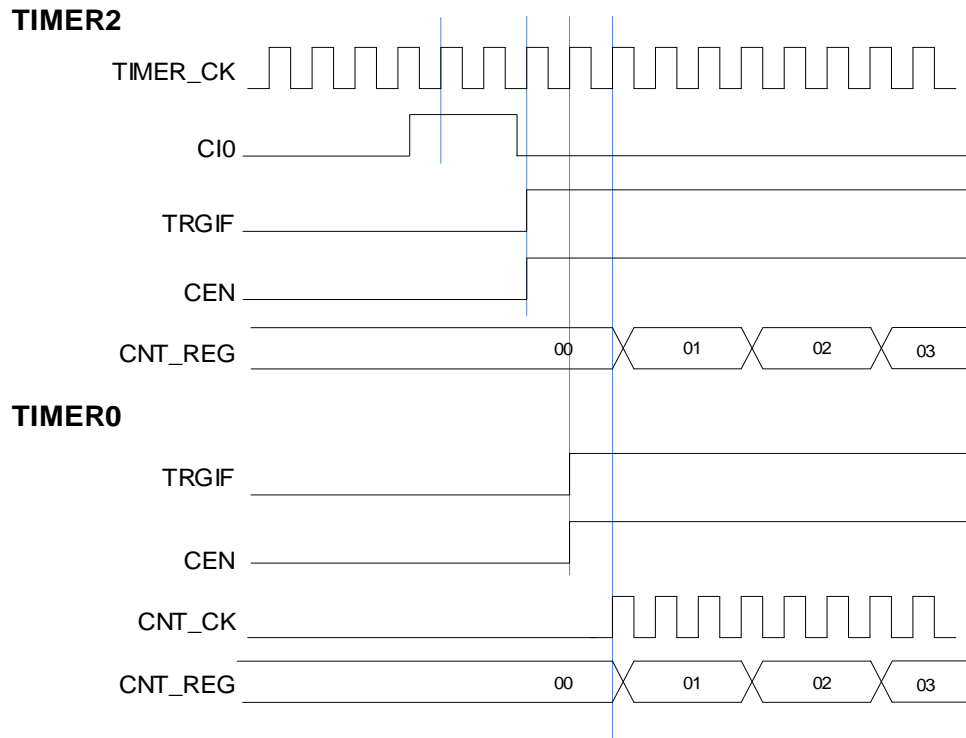 TIMER2
TIMER_CK
CI0
TRGIF
CEN
CNT_REG 00 01 02 03
TIMER0
TRGIF
CEN
CNT_CK
CNT_REG 00 01 02 03